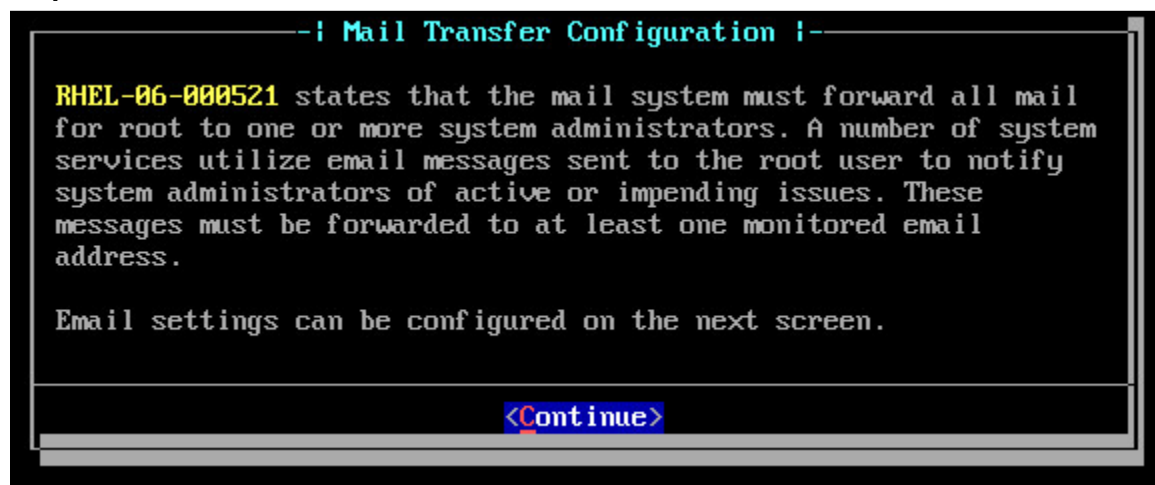 -| Mail Transfer Configuration |-
RHEL-06-000521 states that the mail system must forward all mail
for root to one or more system administrators. A number of system
services utilize email messages sent to the root user to notify
system administrators of active or impending issues. These
messages must be forwarded to at least one monitored email
address.
Email settings can be configured on the next screen.
<Continue>